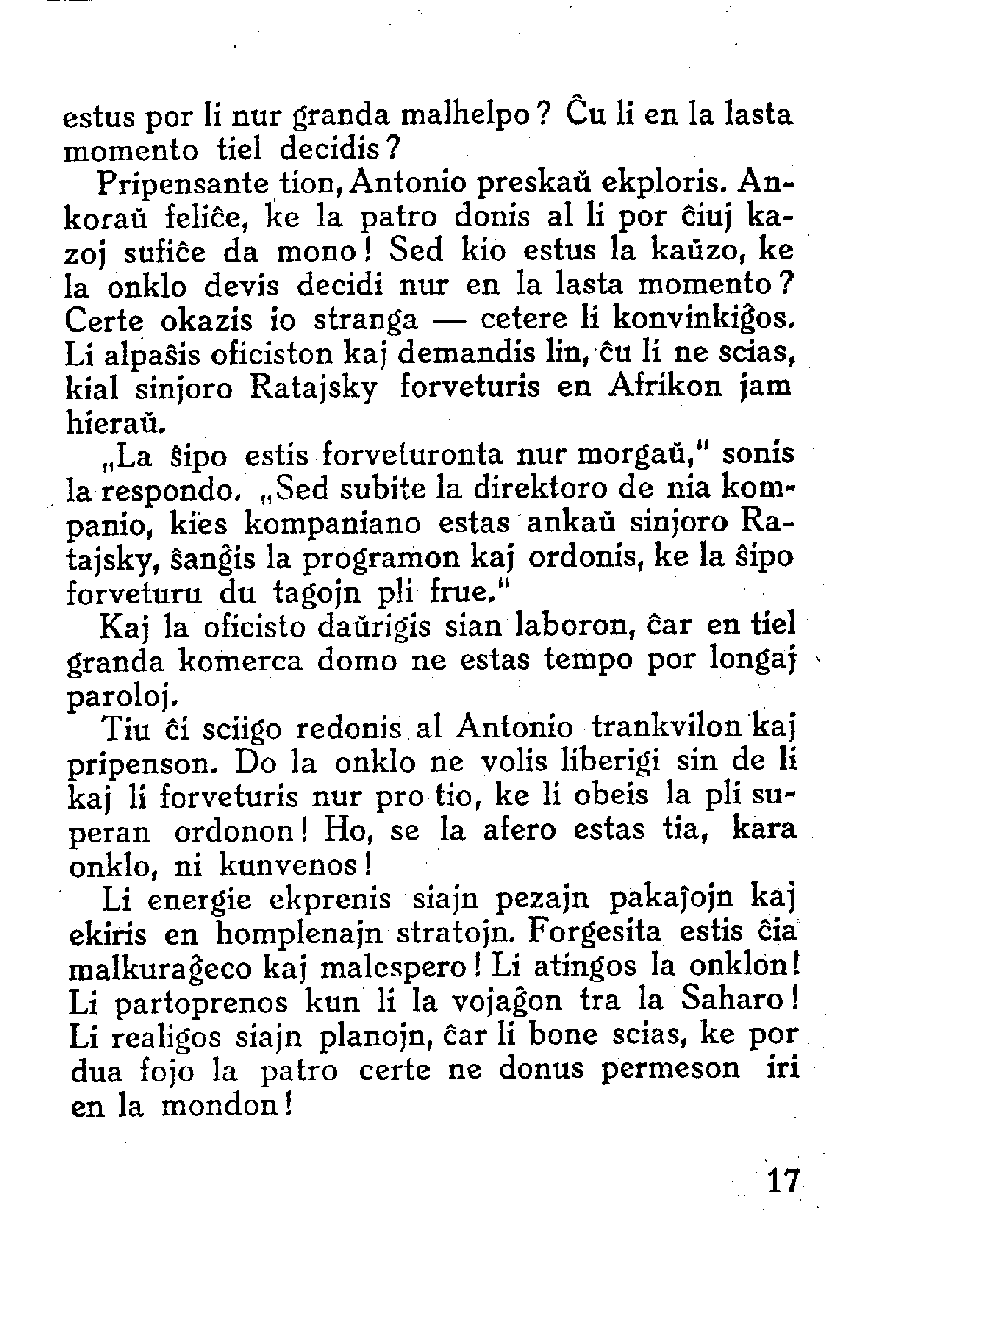 estus por li nur granda malhelpo? Ĉu li en la lasta
momento tiel decidis?
Pripensante tion, Antonio preskaŭ ekploris. An-
koraŭ feliĉe, ke la patro donis al li por ĉiuj ka-
zoj sufiĉe da mono! Sed kio estus la kaŭzo, ke
la onklo devis decidi nur en la lasta momento?
Certe okazis io stranga — cetere li konvinkiĝos.
Li alpaŝis oficiston kaj demandis lin, ĉu li ne scias,
kial sinjoro Ratajsky forveturis en Afrikon jam
hieraŭ.
„La ŝipo estis forveturonta nur morgaŭ,“ sonis
la respondo. „Sed subite la direktoro de nia kom-
panio, kies kompaniano estas ankaŭ sinjoro Ra-
tajsky, ŝanĝis la programon kaj ordonis, ke la ŝipo
forveturu du tagojn pli frue.“
Kaj la oficisto daŭrigis sian laboron, ĉar en tiel
granda komerca domo ne estas tempo por longaj
paroloj.
Tiu ĉi sciigo redonis al Antonio trankvilon kaj
pripenson. Do la onklo ne volis liberigi sin de li
kaj li forveturis nur pro tio, ke li obeis la pli su-
peran ordonon! Ho, se la afero estas tia, kara
onklo, ni kunvenos!
Li energie ekprenis siajn pezajn pakaĵojn kaj
ekiris en homplenajn stratojn. Forgesita estis ĉia
malkuraĝeco kaj malespero! Li atingos la onklon!
Li partoprenos kun li la vojaĝon tra la Saharo!
Li realigos siajn planojn, ĉar li bone scias, ke por
dua fojo la patro certe ne donus permeson iri
en la mondon!
17